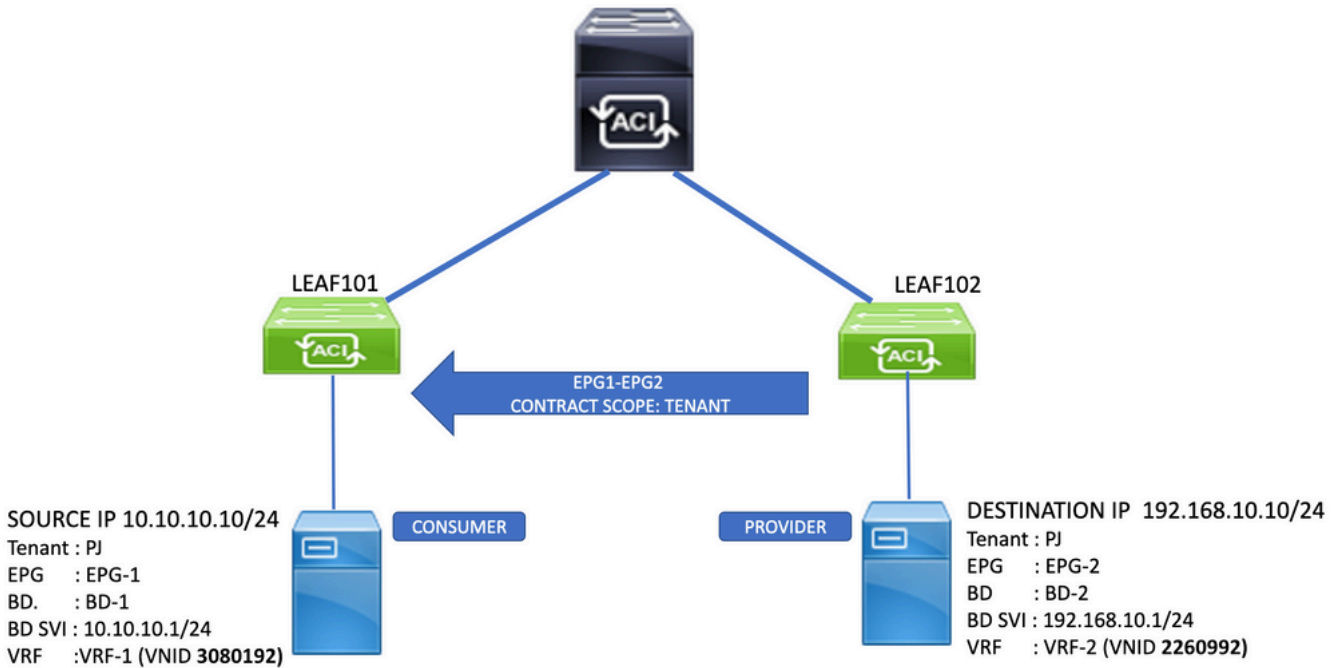 ACI
LEAF101
LEAF102
ACI
ACI
EPG1-EPG2
CONTRACT SCOPE: TENANT
SOURCE IP 10.10.10.10/24
Tenant : PJ
EPG : EPG-1
BD. : BD-1
BD SVI : 10.10.10.1/24
VRF :VRF-1 (VNID 3080192)
CONSUMER
PROVIDER
DESTINATION IP 192.168.10.10/24
Tenant : PJ
EPG : EPG-2
BD : BD-2
BD SVI : 192.168.10.1/24
VRF : VRF-2 (VNID 2260992)